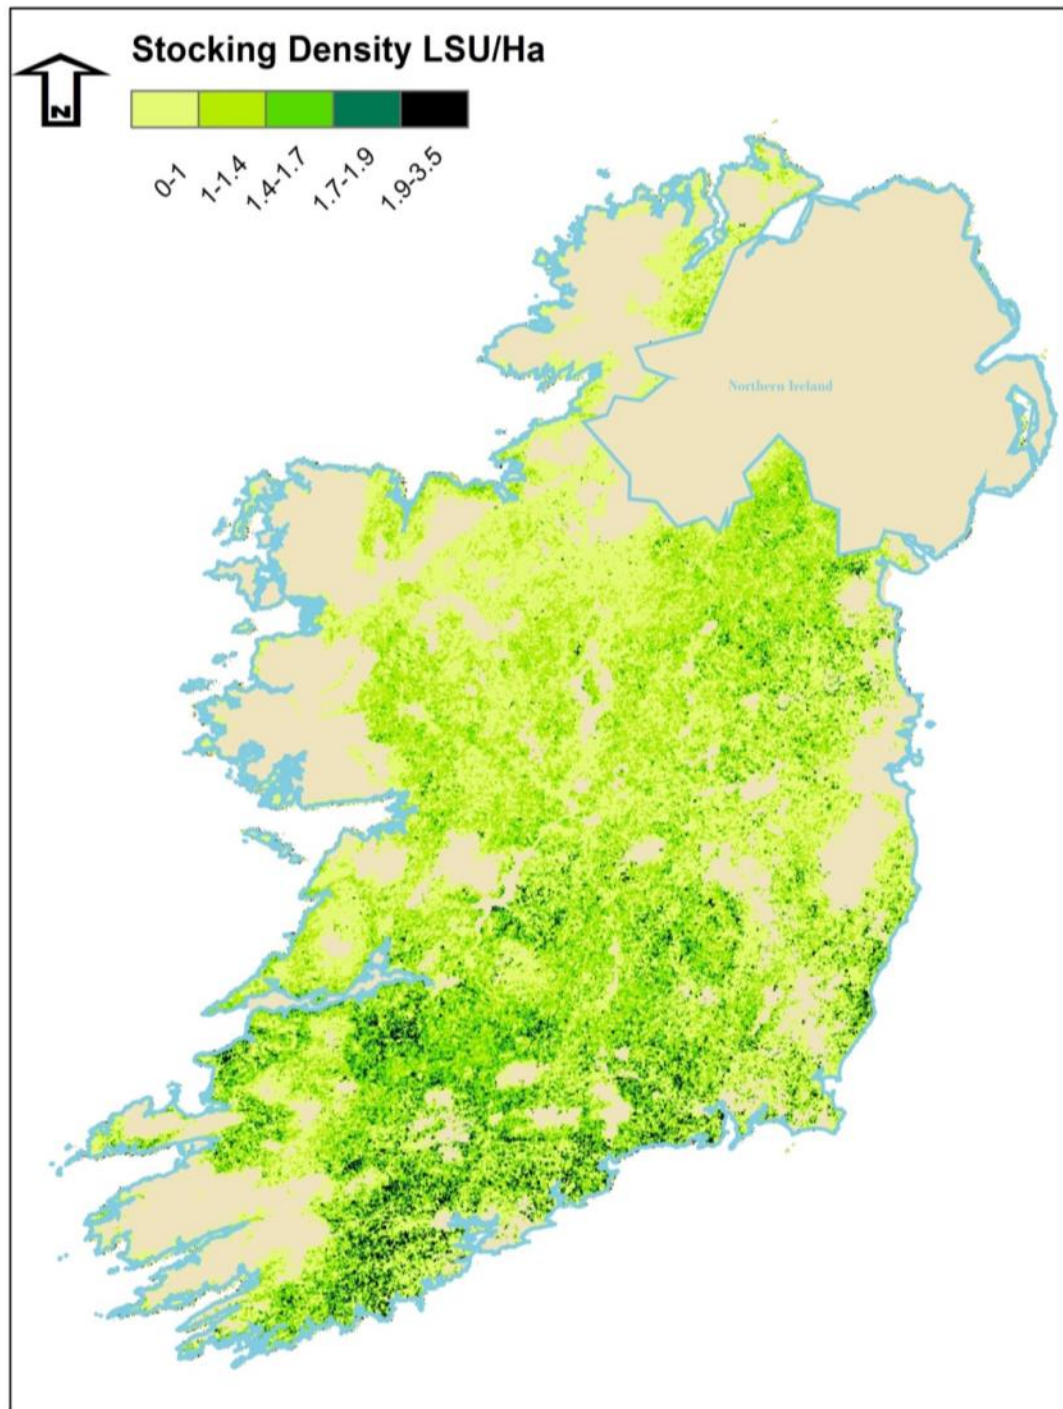 Stocking Density LSU/Ha
N
0-1
1-1.4
1.4-1.7
1.7-1.9
1.9-3.5
Northern Ireland